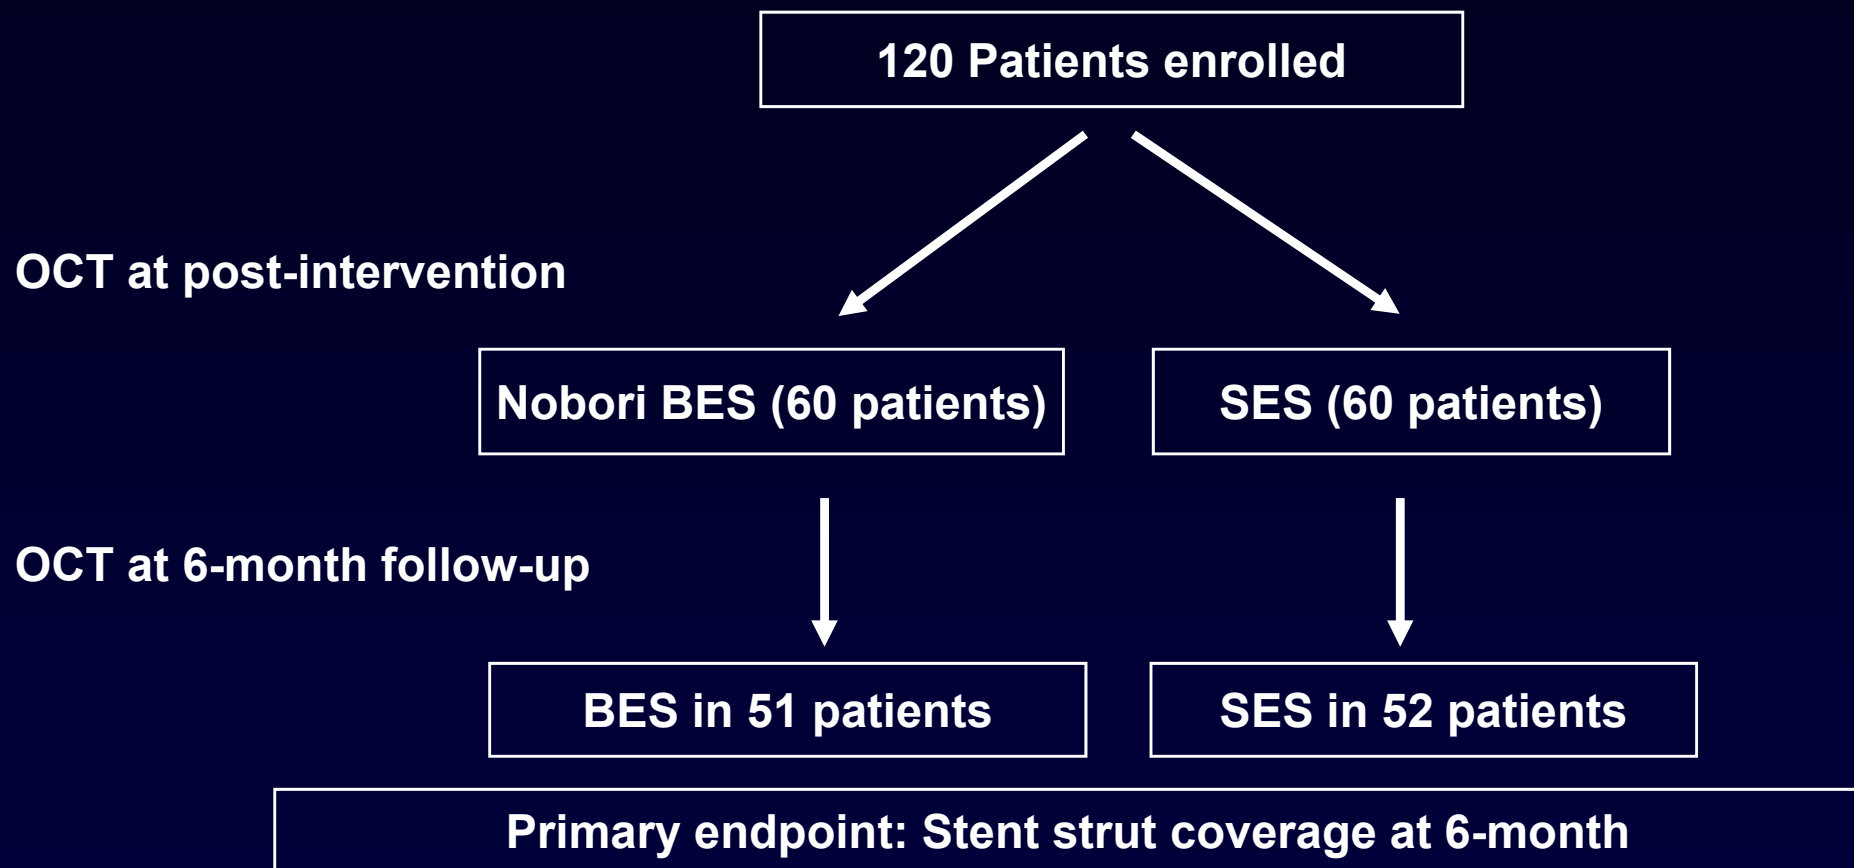 120 Patients enrolled
OCT at post-intervention
Nobori BES (60 patients)
SES (60 patients)
OCT at 6-month follow-up
BES in 51 patients
SES in 52 patients
Primary endpoint: Stent strut coverage at 6-month